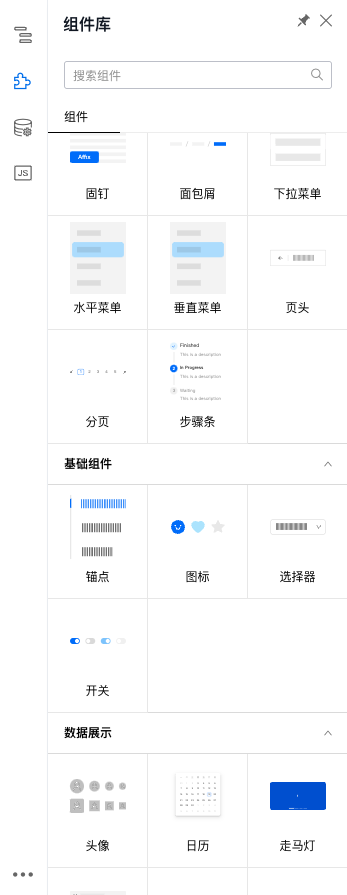 组件库
搜索组件
组件
Affix
固钉
面包屑
下拉菜单
水平菜单
垂直菜单
页头
1 2 3 4 5
分页
Finished
This is a description
2 In Progress
This is a description
3 Waiting
This is a description
步骤条
基础组件
JS
锚点
图标
选择器
开关
数据展示
头像
日历
走马灯